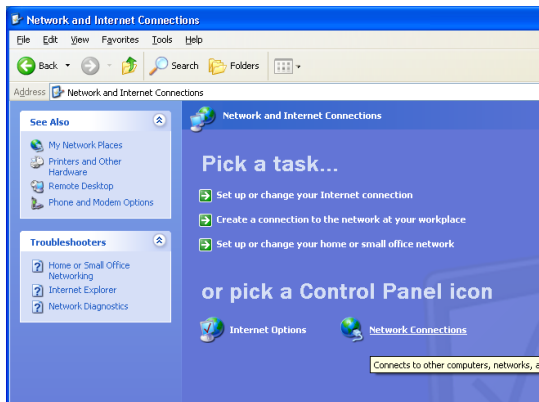 Network and Internet Connections
File Edit View Favorites Tools Help
Back Search Folders
Address Network and Internet Connections
See Also
My Network Places
Printers and Other
Hardware
Remote Desktop
Phone and Modem Options
Troubleshooters
Home or Small Office
Networking
Internet Explorer
Network Diagnostics
Network and Internet Connections
Pick a task...
Set up or change your Internet connection
Create a connection to the network at your workplace
Set up or change your home or small office network
or pick a Control Panel icon
Internet Options Network Connections
Connects to other computers, networks, a